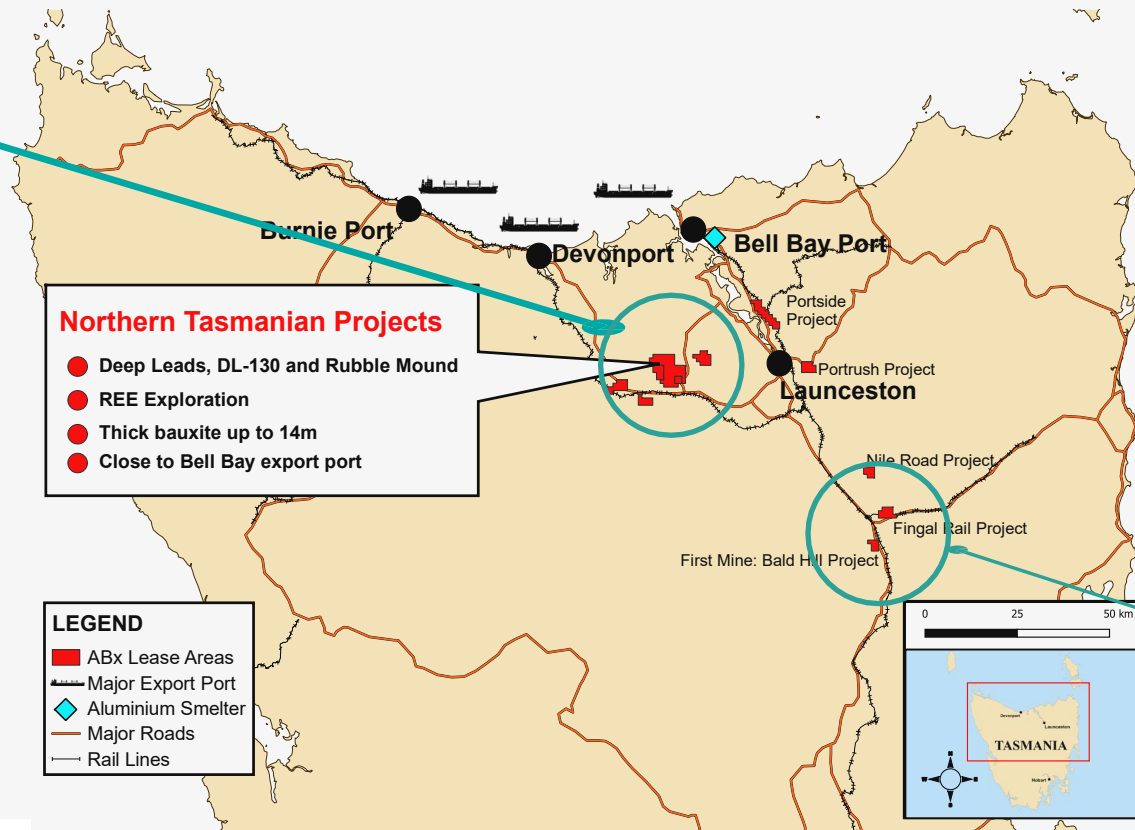 Burnie Port
Devonport
Bell Bay Port
Portside
Project
Northern Tasmanian Projects
Deep Leads, DL-130 and Rubble Mound
REE Exploration
Thick bauxite up to 14m
Close to Bell Bay export port
Portrush Project
Launceston
Nile Road Project
Fingal Rail Project
First Mine: Bald Hill Project
LEGEND
ABx Lease Areas
Major Export Port
Aluminium Smelter
Major Roads
Rail Lines
0 25 50 km
Devonport
Launceston
TASMANIA
Hobart
N
W E
S